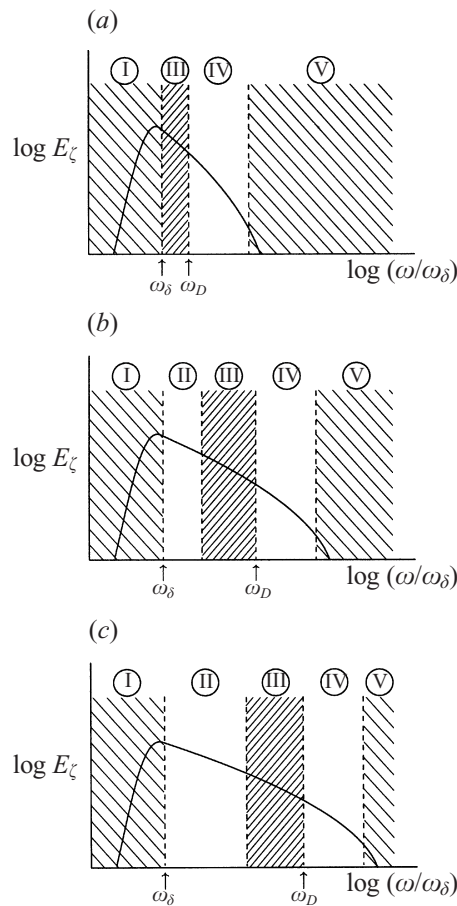 (a)
I III IV V
log E_ζ
log (ω/ω_δ)
ω_δ ω_D
(b)
I II III IV V
log E_ζ
log (ω/ω_δ)
ω_δ ω_D
(c)
I II III IV V
log E_ζ
log (ω/ω_δ)
ω_δ ω_D